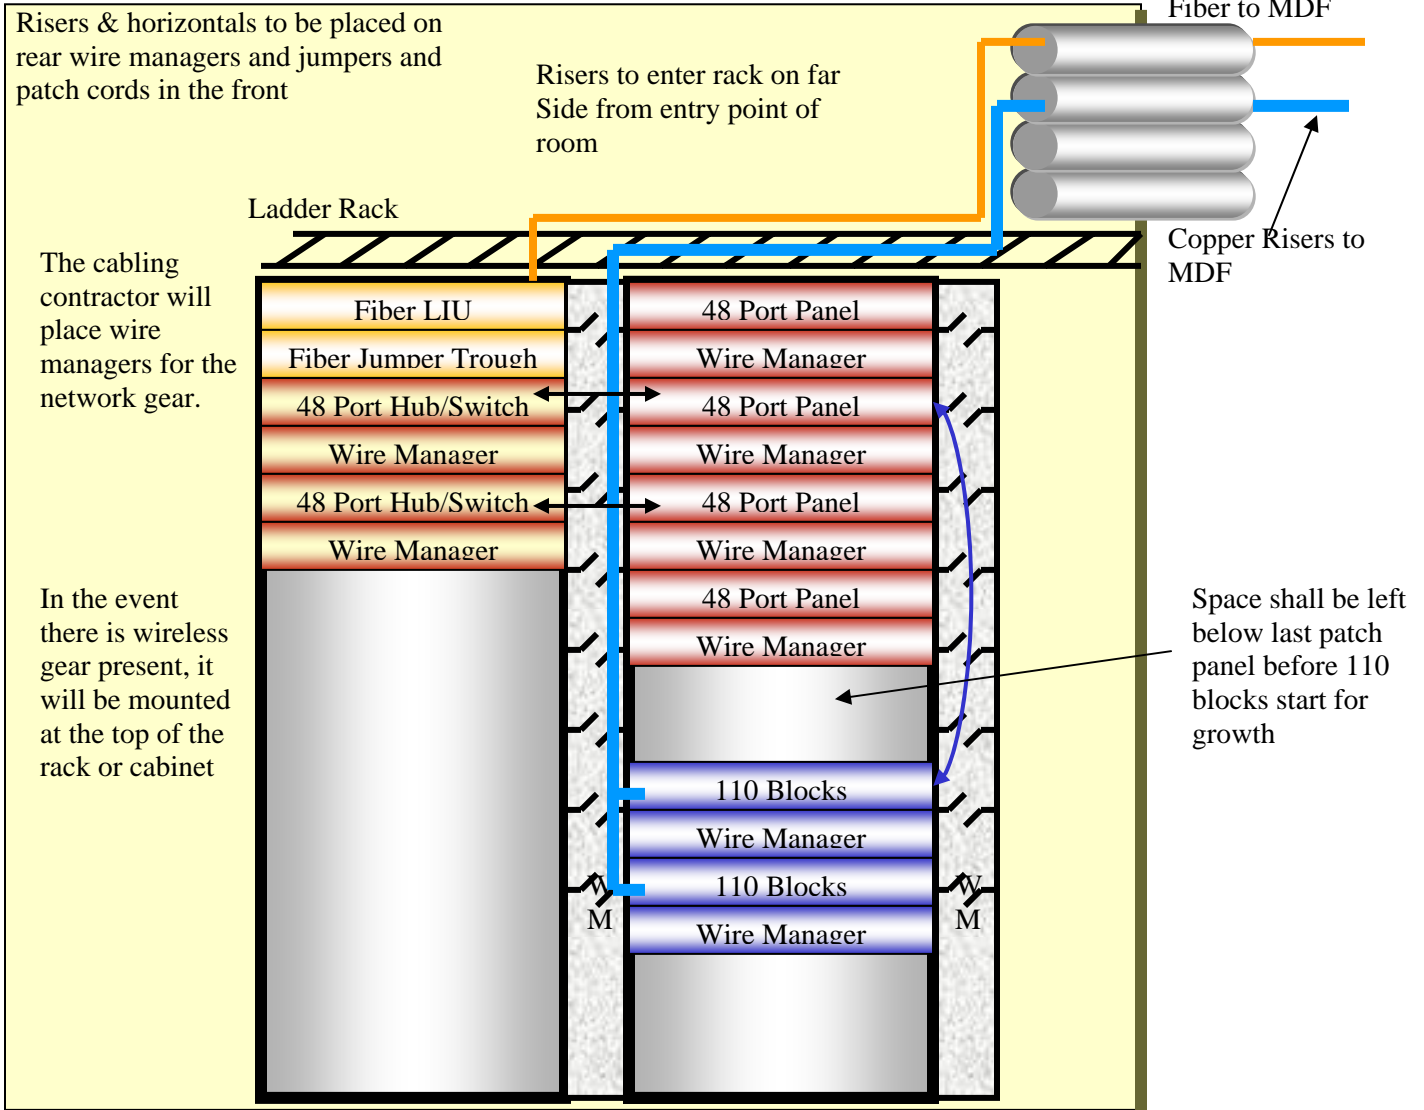 Fiber to MDF
Risers & horizontals to be placed on
rear wire managers and jumpers and
patch cords in the front
Risers to enter rack on far
Side from entry point of
room
Ladder Rack
Copper Risers to
MDF
The cabling
contractor will
place wire
managers for the
network gear.
In the event
there is wireless
gear present, it
will be mounted
at the top of the
rack or cabinet
Fiber LIU
Fiber Jumper Trough
48 Port Hub/Switch
Wire Manager
48 Port Hub/Switch
Wire Manager
W
M
48 Port Panel
Wire Manager
48 Port Panel
Wire Manager
48 Port Panel
Wire Manager
48 Port Panel
Wire Manager
110 Blocks
Wire Manager
110 Blocks
Wire Manager
W
M
Space shall be left
below last patch
panel before 110
blocks start for
growth